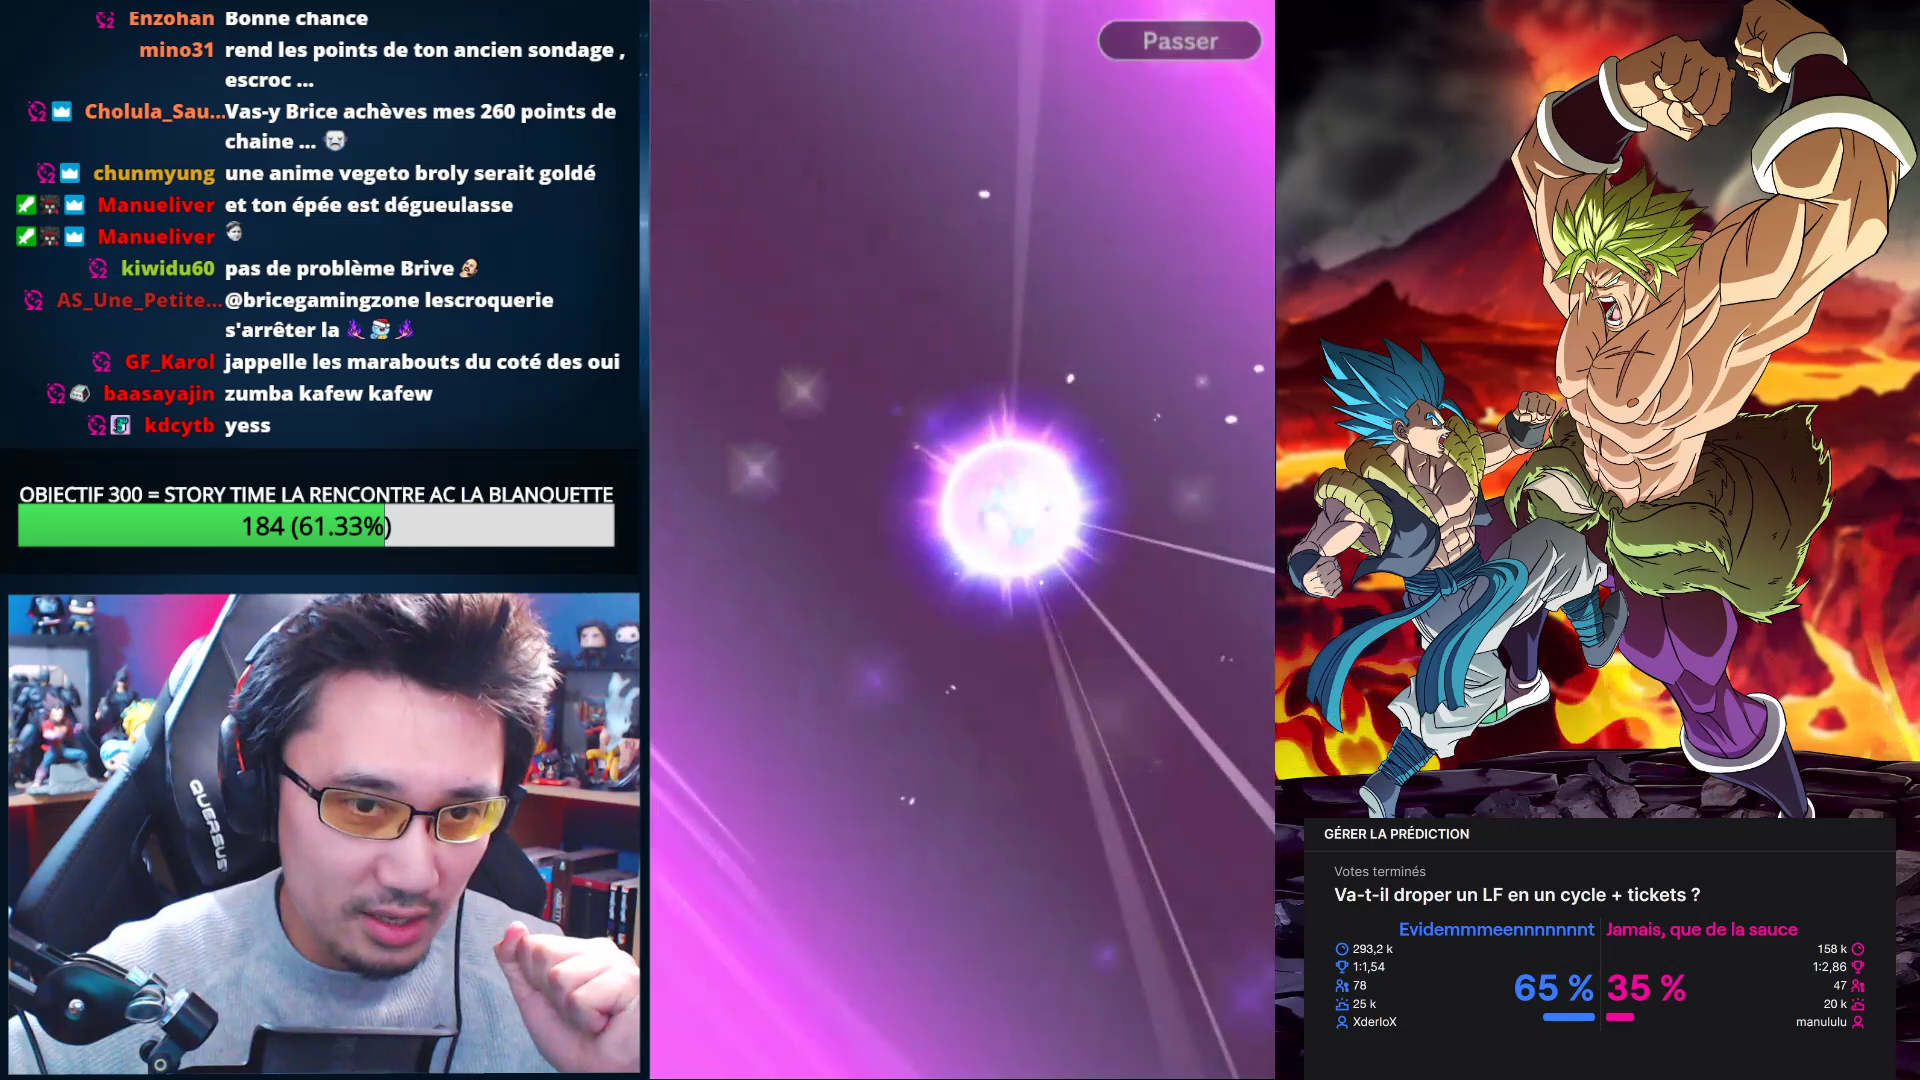 Enzohan Bonne chance
mino31 rend les points de ton ancien sondage ,
escroc ...
Cholula_Sau...Vas-y Brice achèves mes 260 points de
chaine ...
chunmyung une anime vegeto broly serait goldé
Manueliver et ton épée est dégueulasse
Manueliver
kiwidu60 pas de problème Brive
AS_Une_Petite...@bricegamingzone lescroquerie
s'arrêter la
GF_Karol jappelle les marabouts du coté des oui
baasayajin zumba kafew kafew
kdcytb yess
OBJECTIF 300 = STORY TIME LA RENCONTRE AC LA BLANQUETTE
184 (61.33%)
QUERSUS
Passer
GÉRER LA PRÉDICTION
Votes terminés
Va-t-il droper un LF en un cycle + tickets ?
Evidemmmeennnnnnnt Jamais, que de la sauce
293,2 k 158 k
1:1,54 1:2,86
78 65 % 35 % 47
25 k 20 k
XderloX manululu